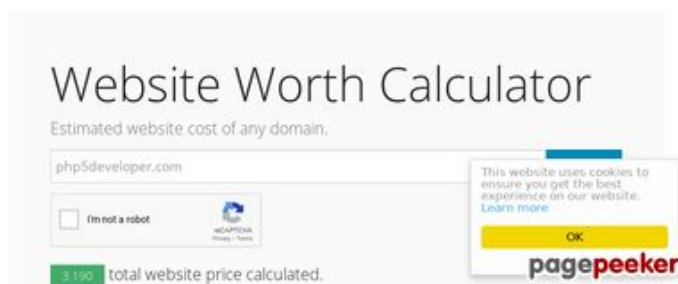 Website Worth Calculator
Estimated website cost of any domain.
php5developer.com
This website uses cookies to
ensure you get the best
experience on our website.
Learn more
I'm not a robot
reCAPTCHA
Privacy - Terms
OK
3.190 total website price calculated.
pagepeeker